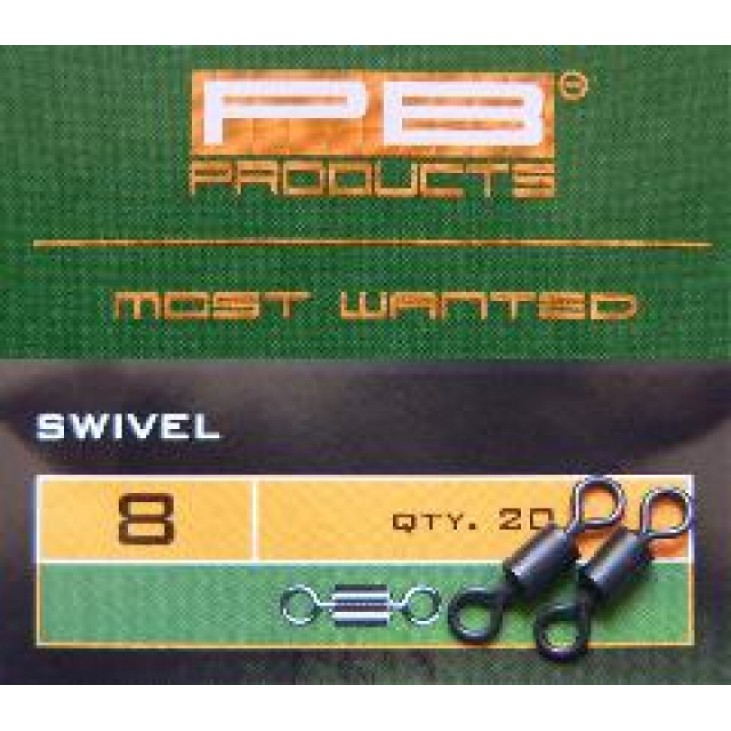 PB
PRODUCTS
MOST WANTED
SWIVEL
8 QTY. 20